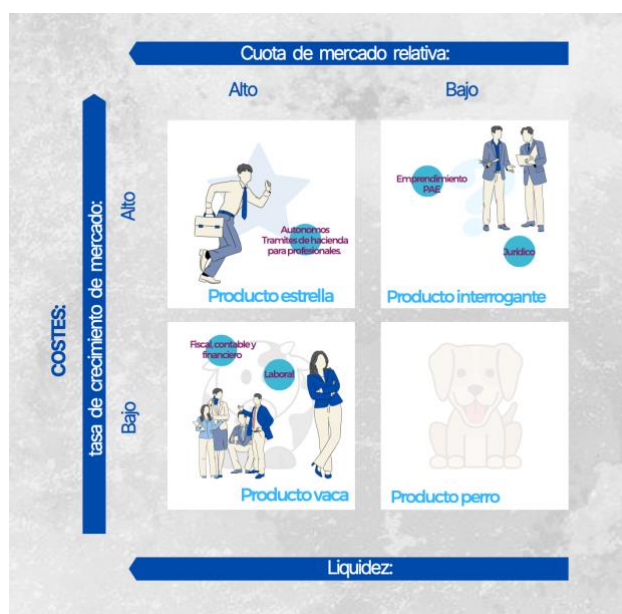 Cuota de mercado relativa:
Alto
Bajo
COSTES:
tasa de crecimiento de mercado:
Alto
Autónomos
Tramites de hacienda
para profesionales.
Producto estrella
Emprendimiento
PAE
Jurídico
Producto interrogante
Bajo
Fiscal, contable y
financiero
Laboral
Producto vaca
Producto perro
Liquidez: